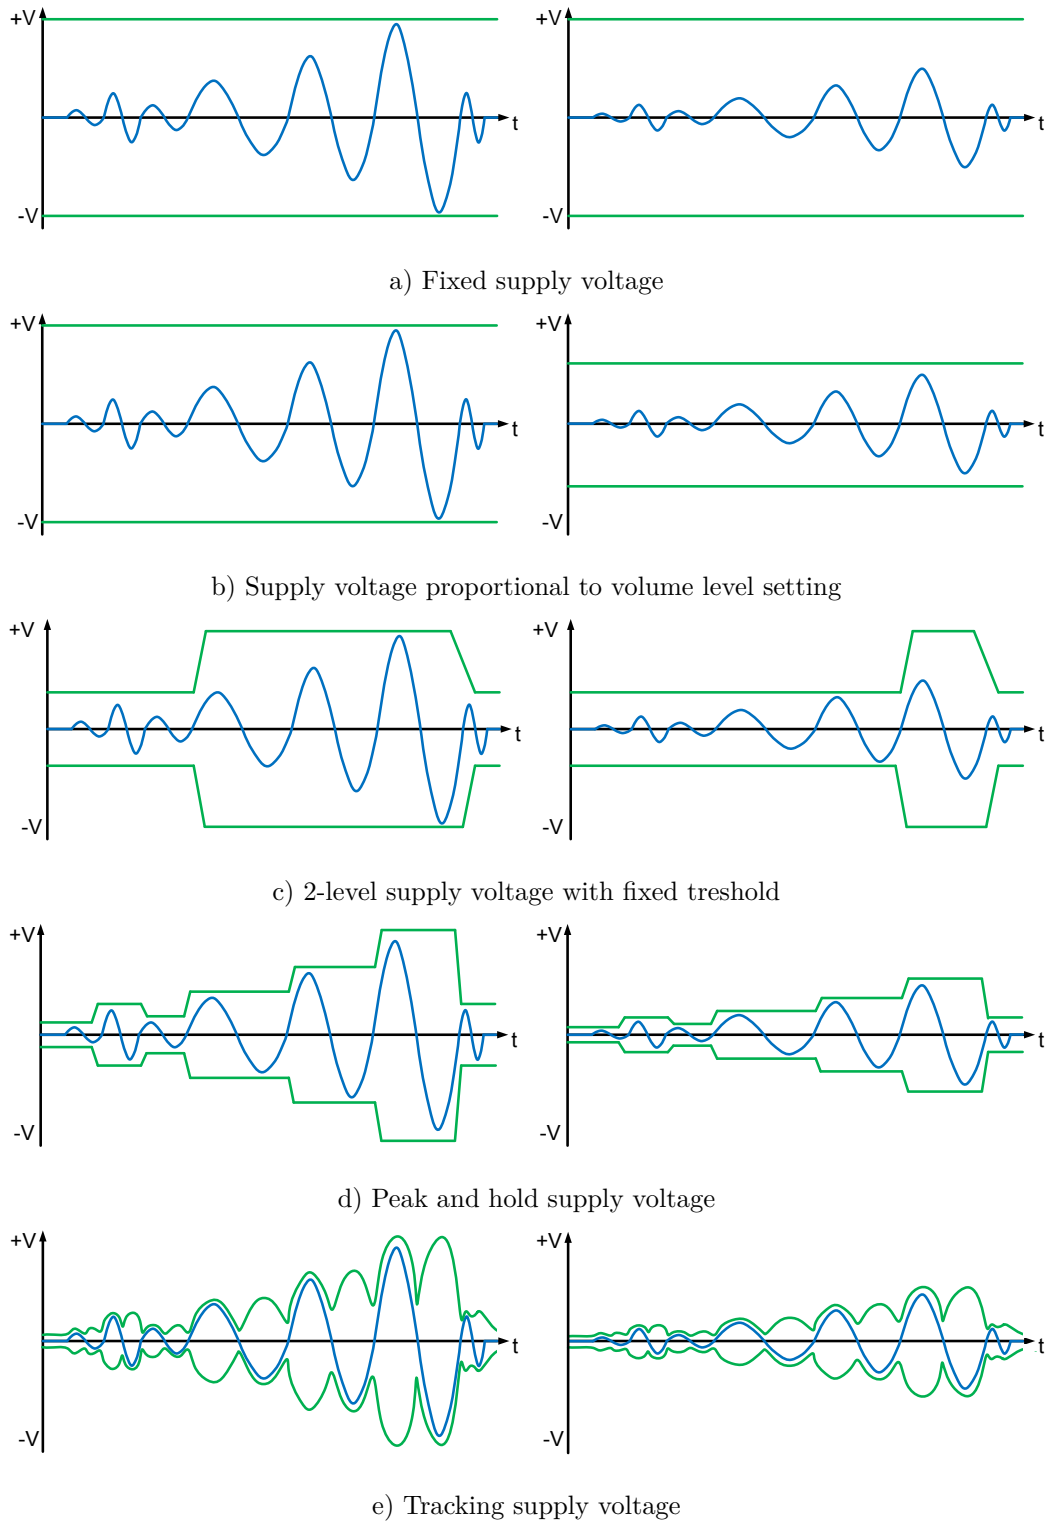 +V +V
t t
-V -V
a) Fixed supply voltage
+V +V
t t
-V -V
b) Supply voltage proportional to volume level setting
+V +V
t t
-V -V
c) 2-level supply voltage with fixed treshold
+V +V
t t
-V -V
d) Peak and hold supply voltage
+V +V
t t
-V -V
e) Tracking supply voltage